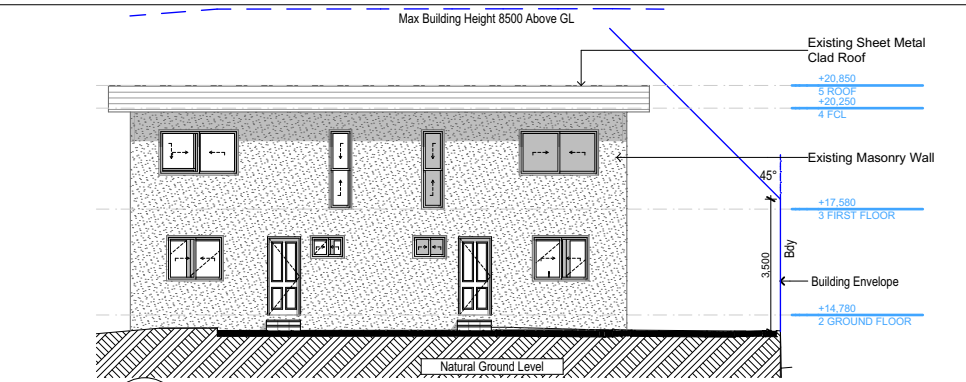 Max Building Height 8500 Above GL
Existing Sheet Metal
Clad Roof
+20,850
5 ROOF
+20,250
4 FCL
Existing Masonry Wall
45°
+17,580
3 FIRST FLOOR
3,500
Bdy
Building Envelope
+14,780
2 GROUND FLOOR
Natural Ground Level